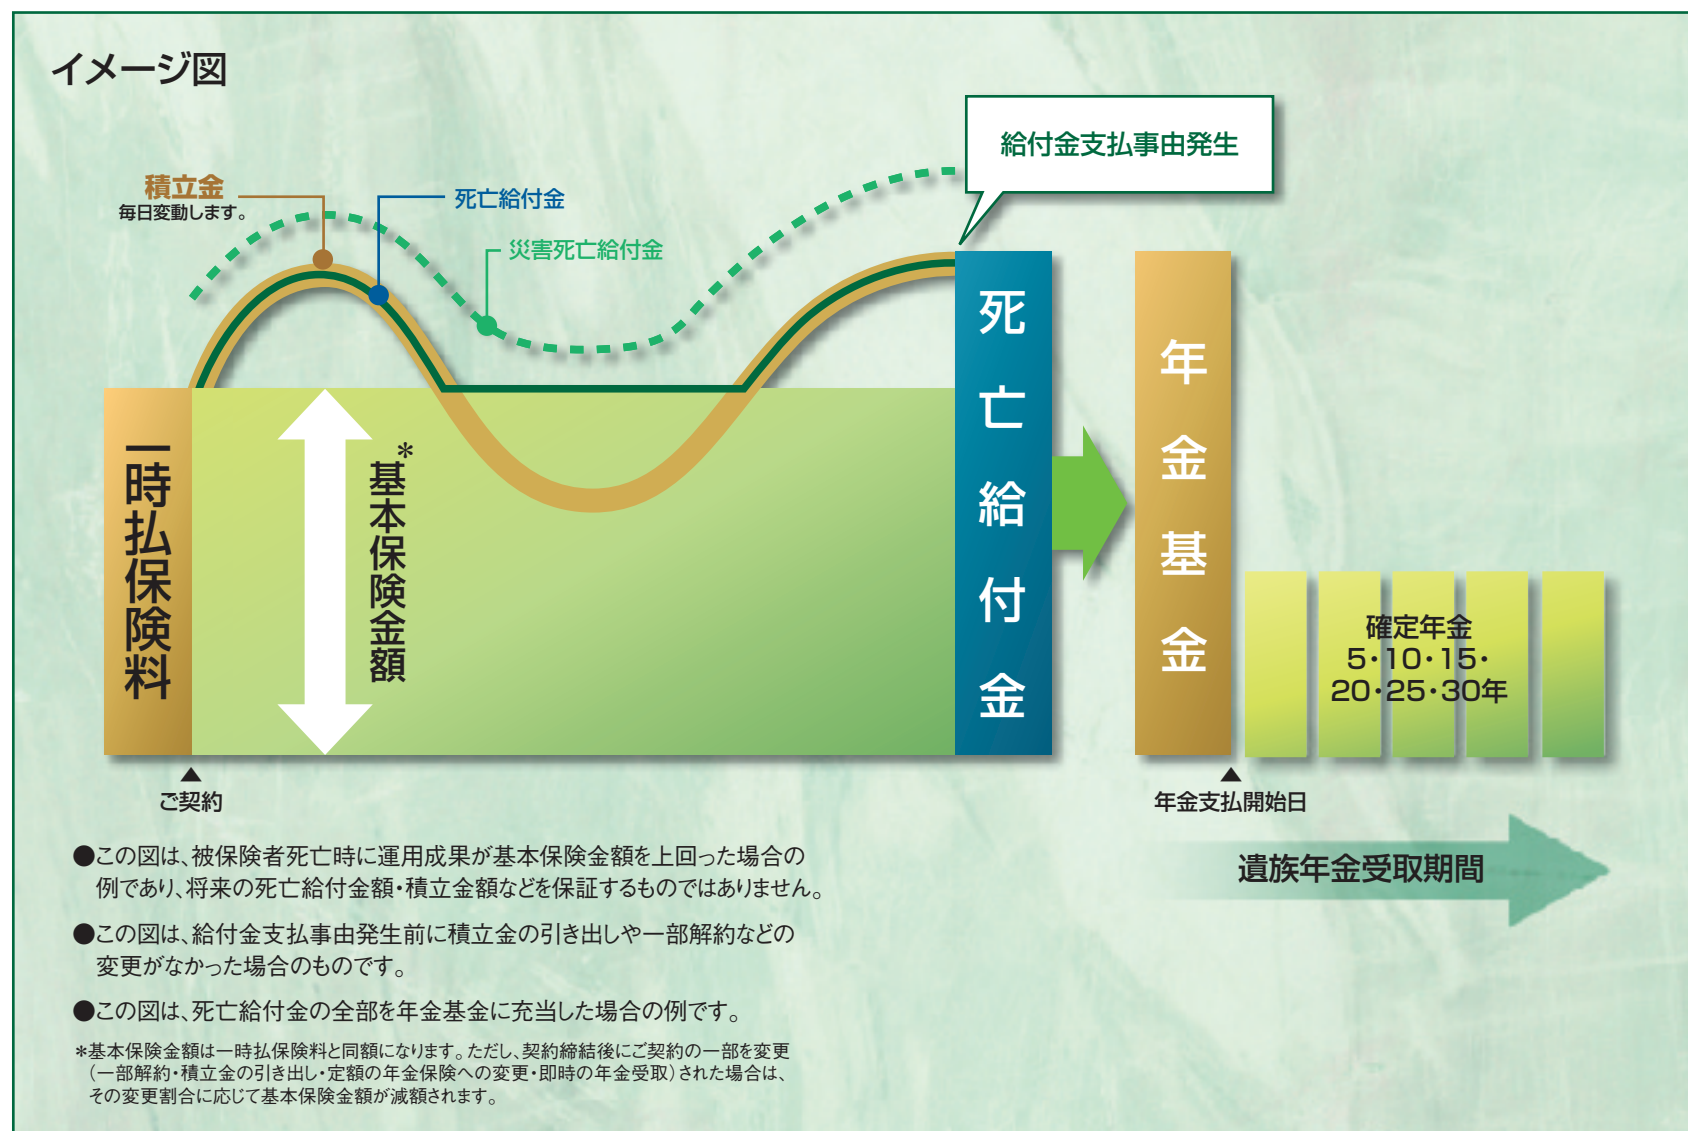 イメージ図
給付金支払事由発生
積立金
毎日変動します。
死亡給付金
災害死亡給付金
一時払保険料
*
基本保険金額
死亡給付金
年金基金
確定年金
5・10・15・
20・25・30年
ご契約
年金支払開始日
遺族年金受取期間
●この図は、被保険者死亡時に運用成果が基本保険金額を上回った場合の
例であり、将来の死亡給付金額・積立金額などを保証するものではありません。
●この図は、給付金支払事由発生前に積立金の引き出しや一部解約などの
変更がなかった場合のものです。
●この図は、死亡給付金の全部を年金基金に充当した場合の例です。
*基本保険金額は一時払保険料と同額になります。ただし、契約締結後にご契約の一部を変更
(一部解約・積立金の引き出し・定額の年金保険への変更・即時の年金受取)された場合は、
その変更割合に応じて基本保険金額が減額されます。